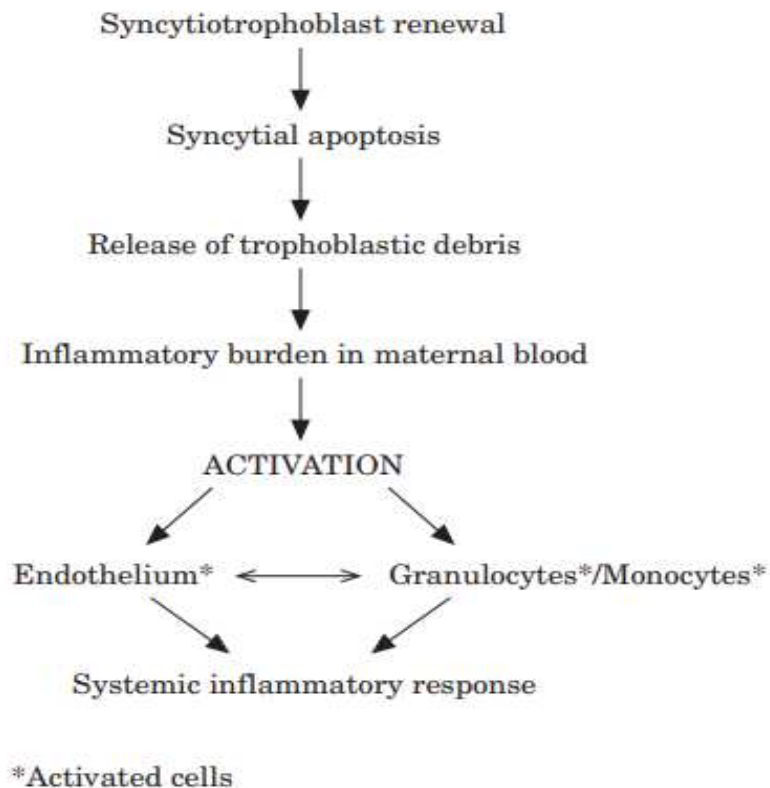 Syncytiotrophoblast renewal
Syncytial apoptosis
Release of trophoblastic debris
Inflammatory burden in maternal blood
ACTIVATION
Endothelium*
Granulocytes*/Monocytes*
Systemic inflammatory response
*Activated cells